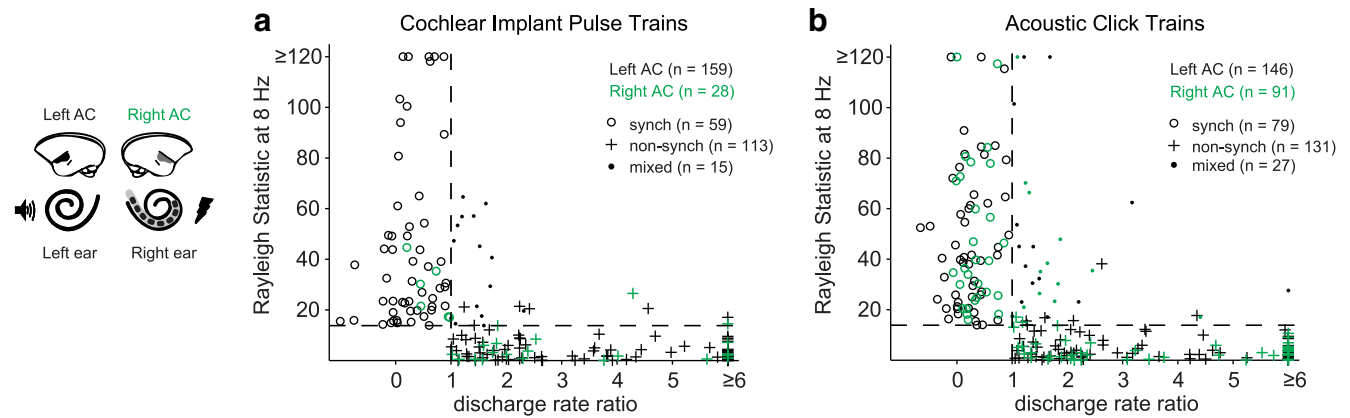 Left AC Right AC
Left ear Right ear
a Cochlear Implant Pulse Trains
Rayleigh Statistic at 8 Hz
≥120
100
80
60
40
20
Left AC (n = 159)
Right AC (n = 28)
synch (n = 59)
non-synch (n = 113)
mixed (n = 15)
0 1 2 3 4 5 ≥6
discharge rate ratio
b Acoustic Click Trains
Rayleigh Statistic at 8 Hz
≥120
100
80
60
40
20
Left AC (n = 146)
Right AC (n = 91)
synch (n = 79)
non-synch (n = 131)
mixed (n = 27)
0 1 2 3 4 5 ≥6
discharge rate ratio